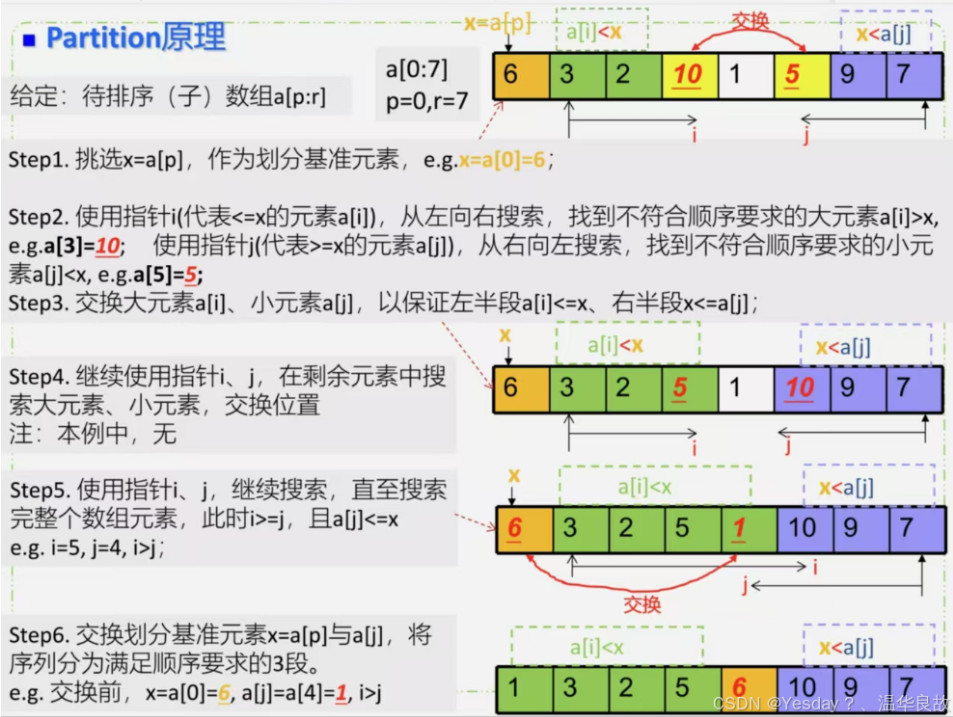 ■ Partition原理
x=a[p]
a[i]<x
交换
x<a[j]
给定：待排序（子）数组a[p:r]
a[0:7]
p=0,r=7
6 3 2 10 1 5 9 7
i
j
Step1. 挑选x=a[p]，作为划分基准元素，e.g.x=a[0]=6；
Step2. 使用指针i(代表<=x的元素a[i])，从左向右搜索，找到不符合顺序要求的大元素a[i]>x,
e.g.a[3]=10; 使用指针j(代表>=x的元素a[j])，从右向左搜索，找到不符合顺序要求的小元
素a[j]<x, e.g.a[5]=5;
Step3. 交换大元素a[i]、小元素a[j]，以保证左半段a[i]<=x、右半段x<=a[j]；
x
a[i]<x
x<a[j]
6 3 2 5 1 10 9 7
i
j
Step4. 继续使用指针i、j，在剩余元素中搜
索大元素、小元素，交换位置
注：本例中，无
x
a[i]<x
x<a[j]
6 3 2 5 1 10 9 7
i
j
交换
Step5. 使用指针i、j，继续搜索，直至搜索
完整个数组元素，此时i>=j，且a[j]<=x
e.g. i=5, j=4, i>j；
Step6. 交换划分基准元素x=a[p]与a[j]，将
序列分为满足顺序要求的3段。
e.g. 交换前，x=a[0]=6, a[j]=a[4]=1, i>j
a[i]<x
x<a[j]
1 3 2 5 6 10 9 7
CSDN @Yesday？、温华良故